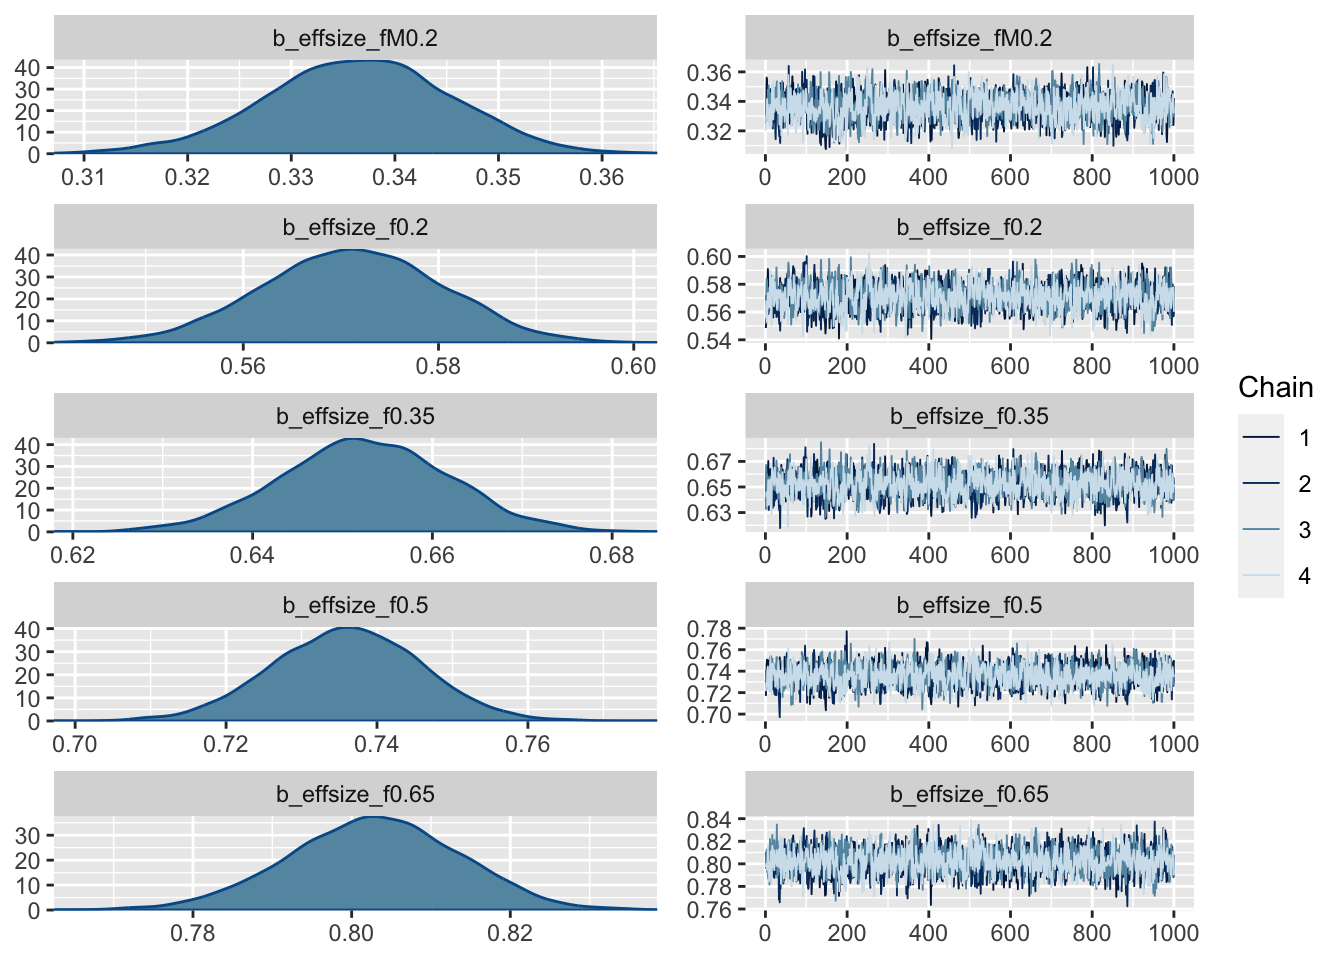 b_effsize_fM0.2
40
30
20
10
0
0.31 0.32 0.33 0.34 0.35 0.36
b_effsize_fM0.2
0.36
0.34
0.32
0 200 400 600 800 1000
b_effsize_f0.2
40
30
20
10
0
0.56 0.58 0.60
b_effsize_f0.2
0.60
0.58
0.56
0.54
0 200 400 600 800 1000
b_effsize_f0.35
40
30
20
10
0
0.62 0.64 0.66 0.68
b_effsize_f0.35
0.67
0.65
0.63
0 200 400 600 800 1000
b_effsize_f0.5
40
30
20
10
0
0.70 0.72 0.74 0.76
b_effsize_f0.5
0.78
0.76
0.74
0.72
0.70
0 200 400 600 800 1000
b_effsize_f0.65
30
20
10
0
0.78 0.80 0.82
b_effsize_f0.65
0.84
0.82
0.80
0.78
0.76
0 200 400 600 800 1000
Chain
1
2
3
4